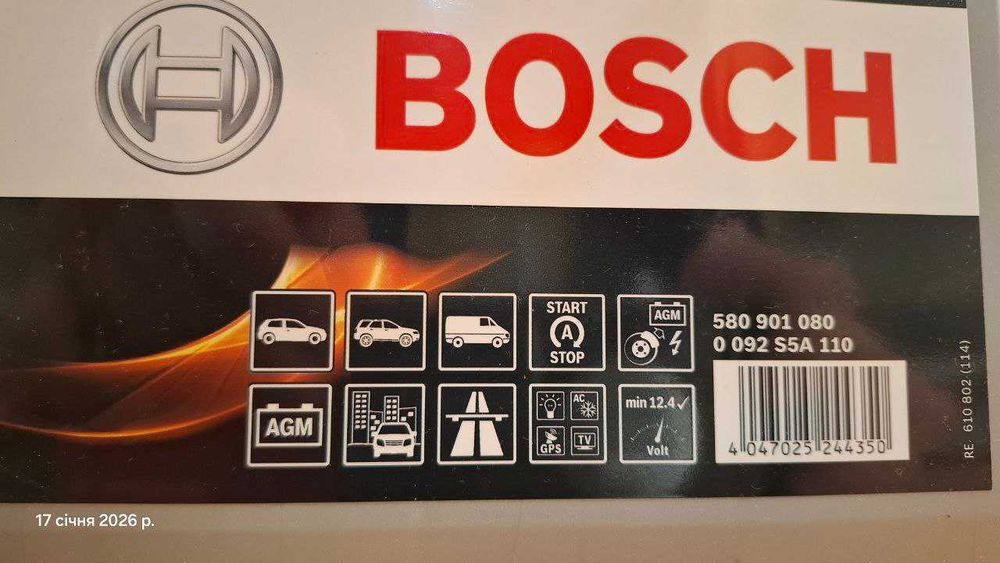 BOSCH
START
A
STOP
AGM
580 901 080
0 092 S5A 110
AGM
AC
GPS
TV
min 12.4✓
Volt
4 047025 244350
RE 610 802 (114)
17 січня 2026 р.